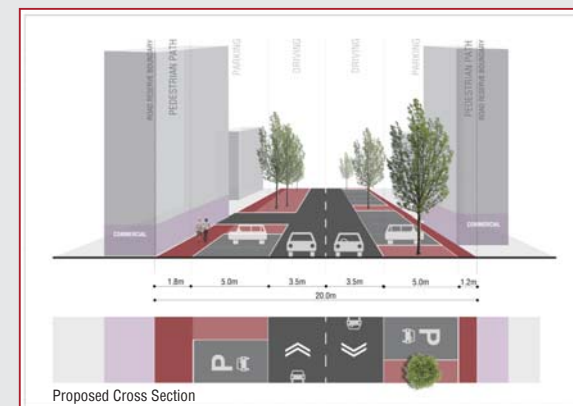 ROAD RESERVE BOUNDARY
PEDESTRIAN PATH
PARKING
DRIVING
DRIVING
PARKING
PEDESTRIAN PATH
ROAD RESERVE BOUNDARY
COMMERCIAL
COMMERCIAL
1.8m 5.0m 3.5m 3.5m 5.0m 1.2m
20.0m
P
P
Proposed Cross Section